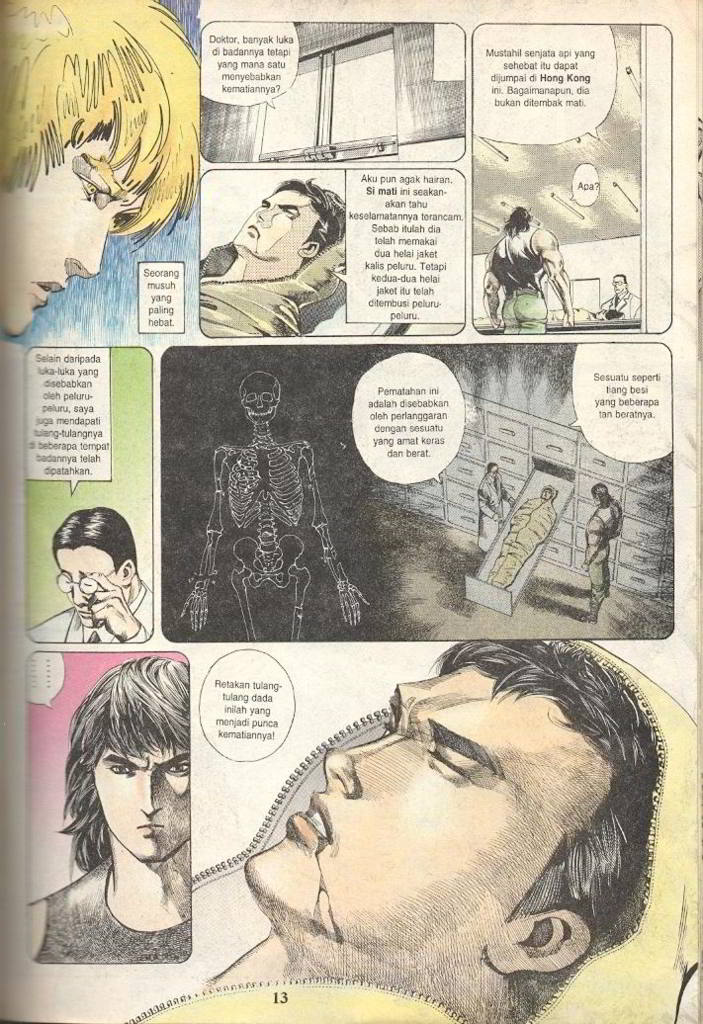 Doktor, banyak luka
di badannya tetapi
yang mana satu
menyebabkan
kematiannya?
Mustahil senjata api yang
sehebat itu dapat
dijumpai di Hong Kong
ini. Bagaimanapun, dia
bukan ditembak mati.
Apa?
Aku pun agak hairan.
Si mati ini seakan-
akan tahu
keselamatannya terancam.
Sebab itulah dia
telah memakai
dua helai jaket
kalis peluru. Tetapi
kedua-dua helai
jaket itu telah
ditembusi peluru-
peluru.
Seorang
musuh
yang
paling
hebat.
Selain daripada
luka-luka yang
disebabkan
oleh peluru-
peluru, saya
juga mendapati
tulang-tulangnya
di beberapa tempat
badannya telah
dipatahkan.
Pematahan ini
adalah disebabkan
oleh perlanggaran
dengan sesuatu
yang amat keras
dan berat.
Sesuatu seperti
tiang besi
yang beberapa
tan beratnya.
Retakan tulang-
tulang dada
inilah yang
menjadi punca
kematiannya!
13